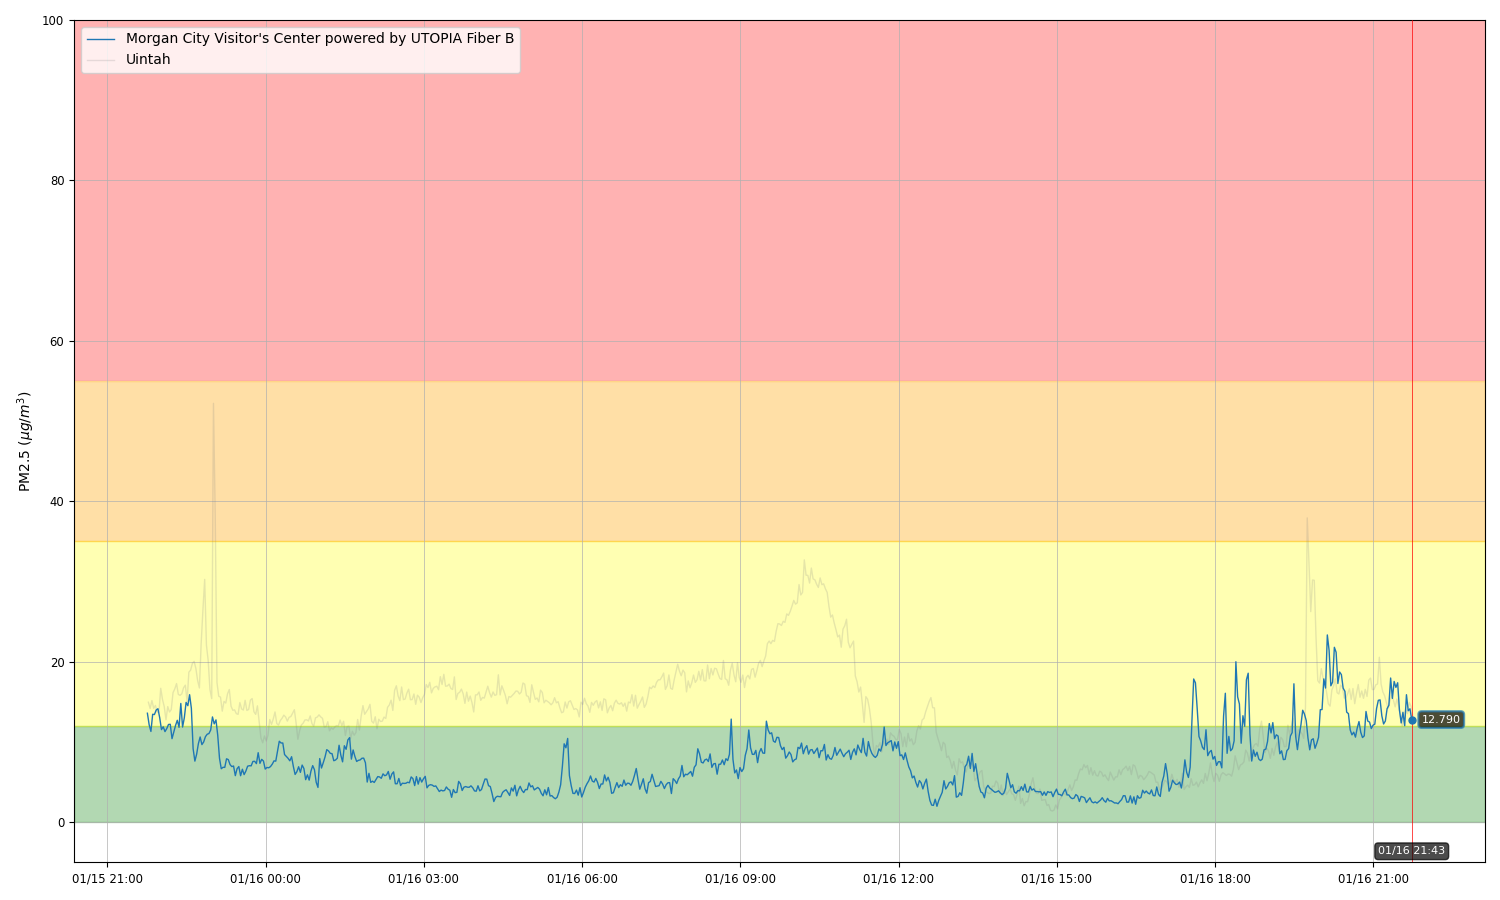 100
Morgan City Visitor's Center powered by UTOPIA Fiber B
Uintah
80
60
PM2.5 (μg/m³)
40
20
12.790
0
01/16 21:43
01/15 21:00 01/16 00:00 01/16 03:00 01/16 06:00 01/16 09:00 01/16 12:00 01/16 15:00 01/16 18:00 01/16 21:00